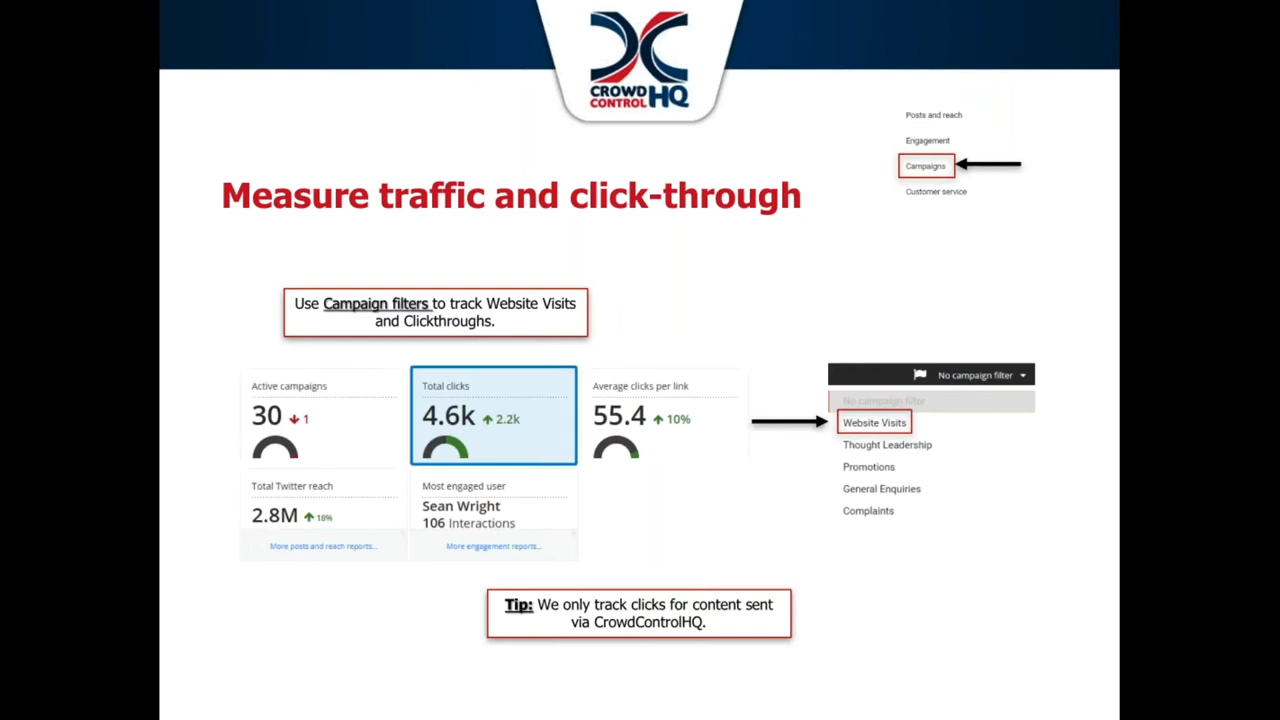 CROWD
CONTROL HQ
Posts and reach
Engagement
Campaigns
Customer service
Measure traffic and click-through
Use Campaign filters to track Website Visits
and Clickthroughs.
Active campaigns
30 1
Total clicks
4.6k 2.2k
Average clicks per link
55.4 10%
Total Twitter reach
2.8M 18%
More posts and reach reports...
Most engaged user
Sean Wright
106 Interactions
More engagement reports...
No campaign filter
No campaign filter
Website Visits
Thought Leadership
Promotions
General Enquiries
Complaints
Tip: We only track clicks for content sent
via CrowdControlHQ.